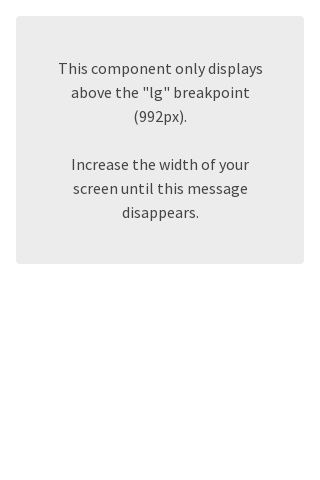 This component only displays
above the "lg" breakpoint
(992px).
Increase the width of your
screen until this message
disappears.